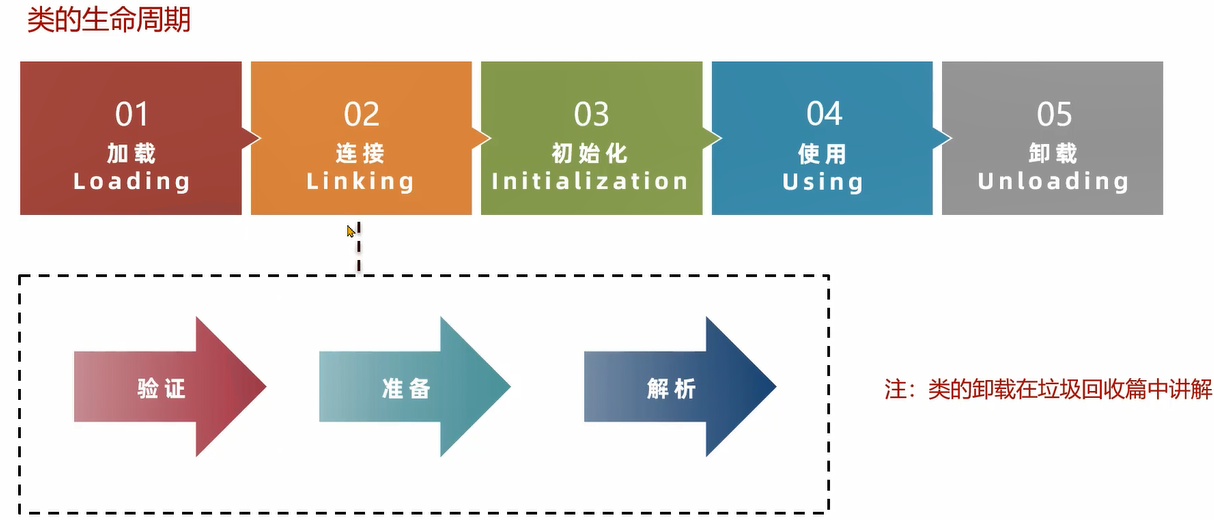 类的生命周期
01
加载
Loading
02
连接
Linking
03
初始化
Initialization
04
使用
Using
05
卸载
Unloading
验证
准备
解析
注：类的卸载在垃圾回收篇中讲解